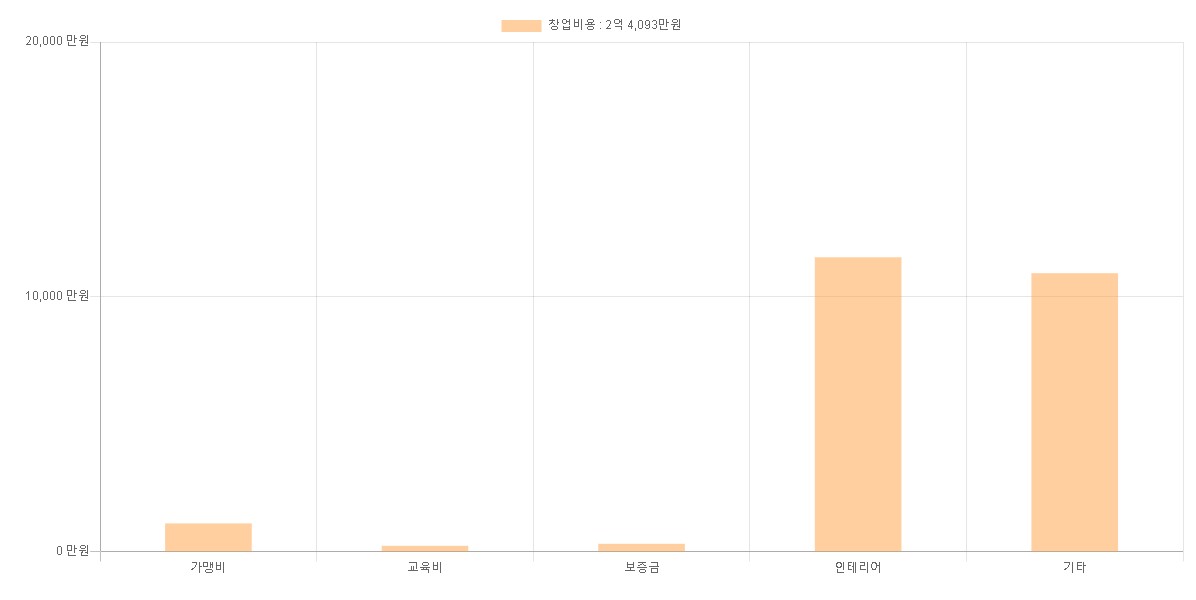 창업비용 : 2억 4,093만원
20,000 만원
10,000 만원
0 만원
가맹비
교육비
보증금
인테리어
기타